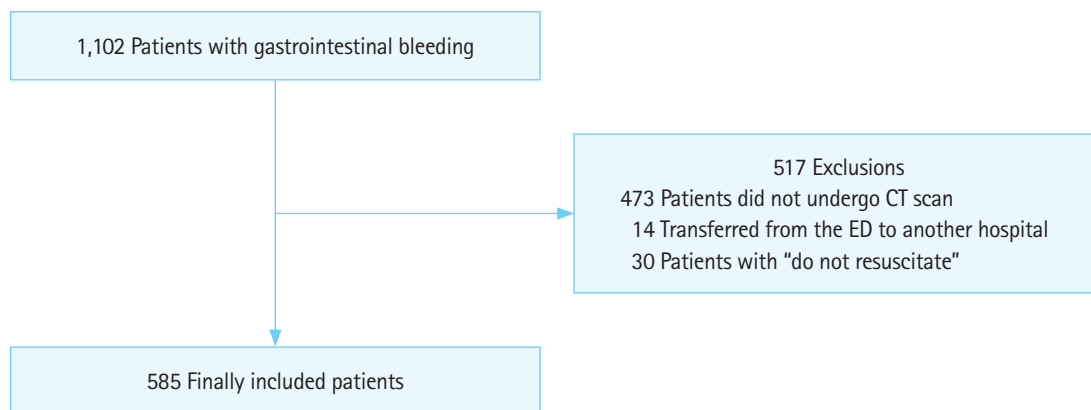 1,102 Patients with gastrointestinal bleeding
517 Exclusions
473 Patients did not undergo CT scan
14 Transferred from the ED to another hospital
30 Patients with “do not resuscitate”
585 Finally included patients